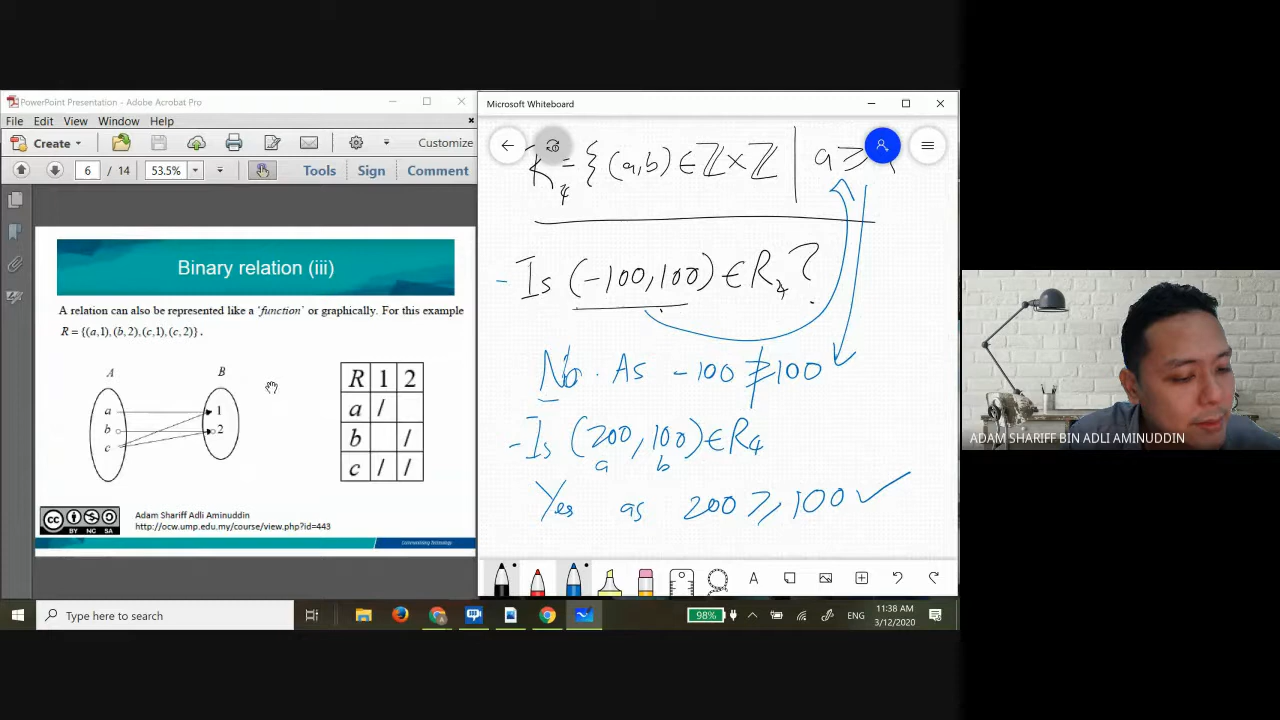 PowerPoint Presentation - Adobe Acrobat Pro
File Edit View Window Help
Create
Customize
6 / 14 53.5%
Tools Sign Comment
Binary relation (iii)
A relation can also be represented like a 'function' or graphically. For this example
R = {(a,1),(b,2),(c,1),(c,2)}.
A B
a 1
b 2
c
R 1 2
a /
b /
c / /
Adam Shariff Adli Aminuddin
http://ocw.ump.edu.my/course/view.php?id=443
CC BY NC SA
Microsoft Whiteboard
R4 = {(a,b) ∈ ℤ × ℤ | a ≥
- Is (-100, 100) ∈ R4 ?
No. As -100 ≱ 100
- Is (200, 100) ∈ R4
a b
Yes as 200 ≥ 100 ✓
A
ADAM SHARIFF BIN ADLI AMINUDDIN
Type here to search
98%
ENG
11:38 AM
3/12/2020